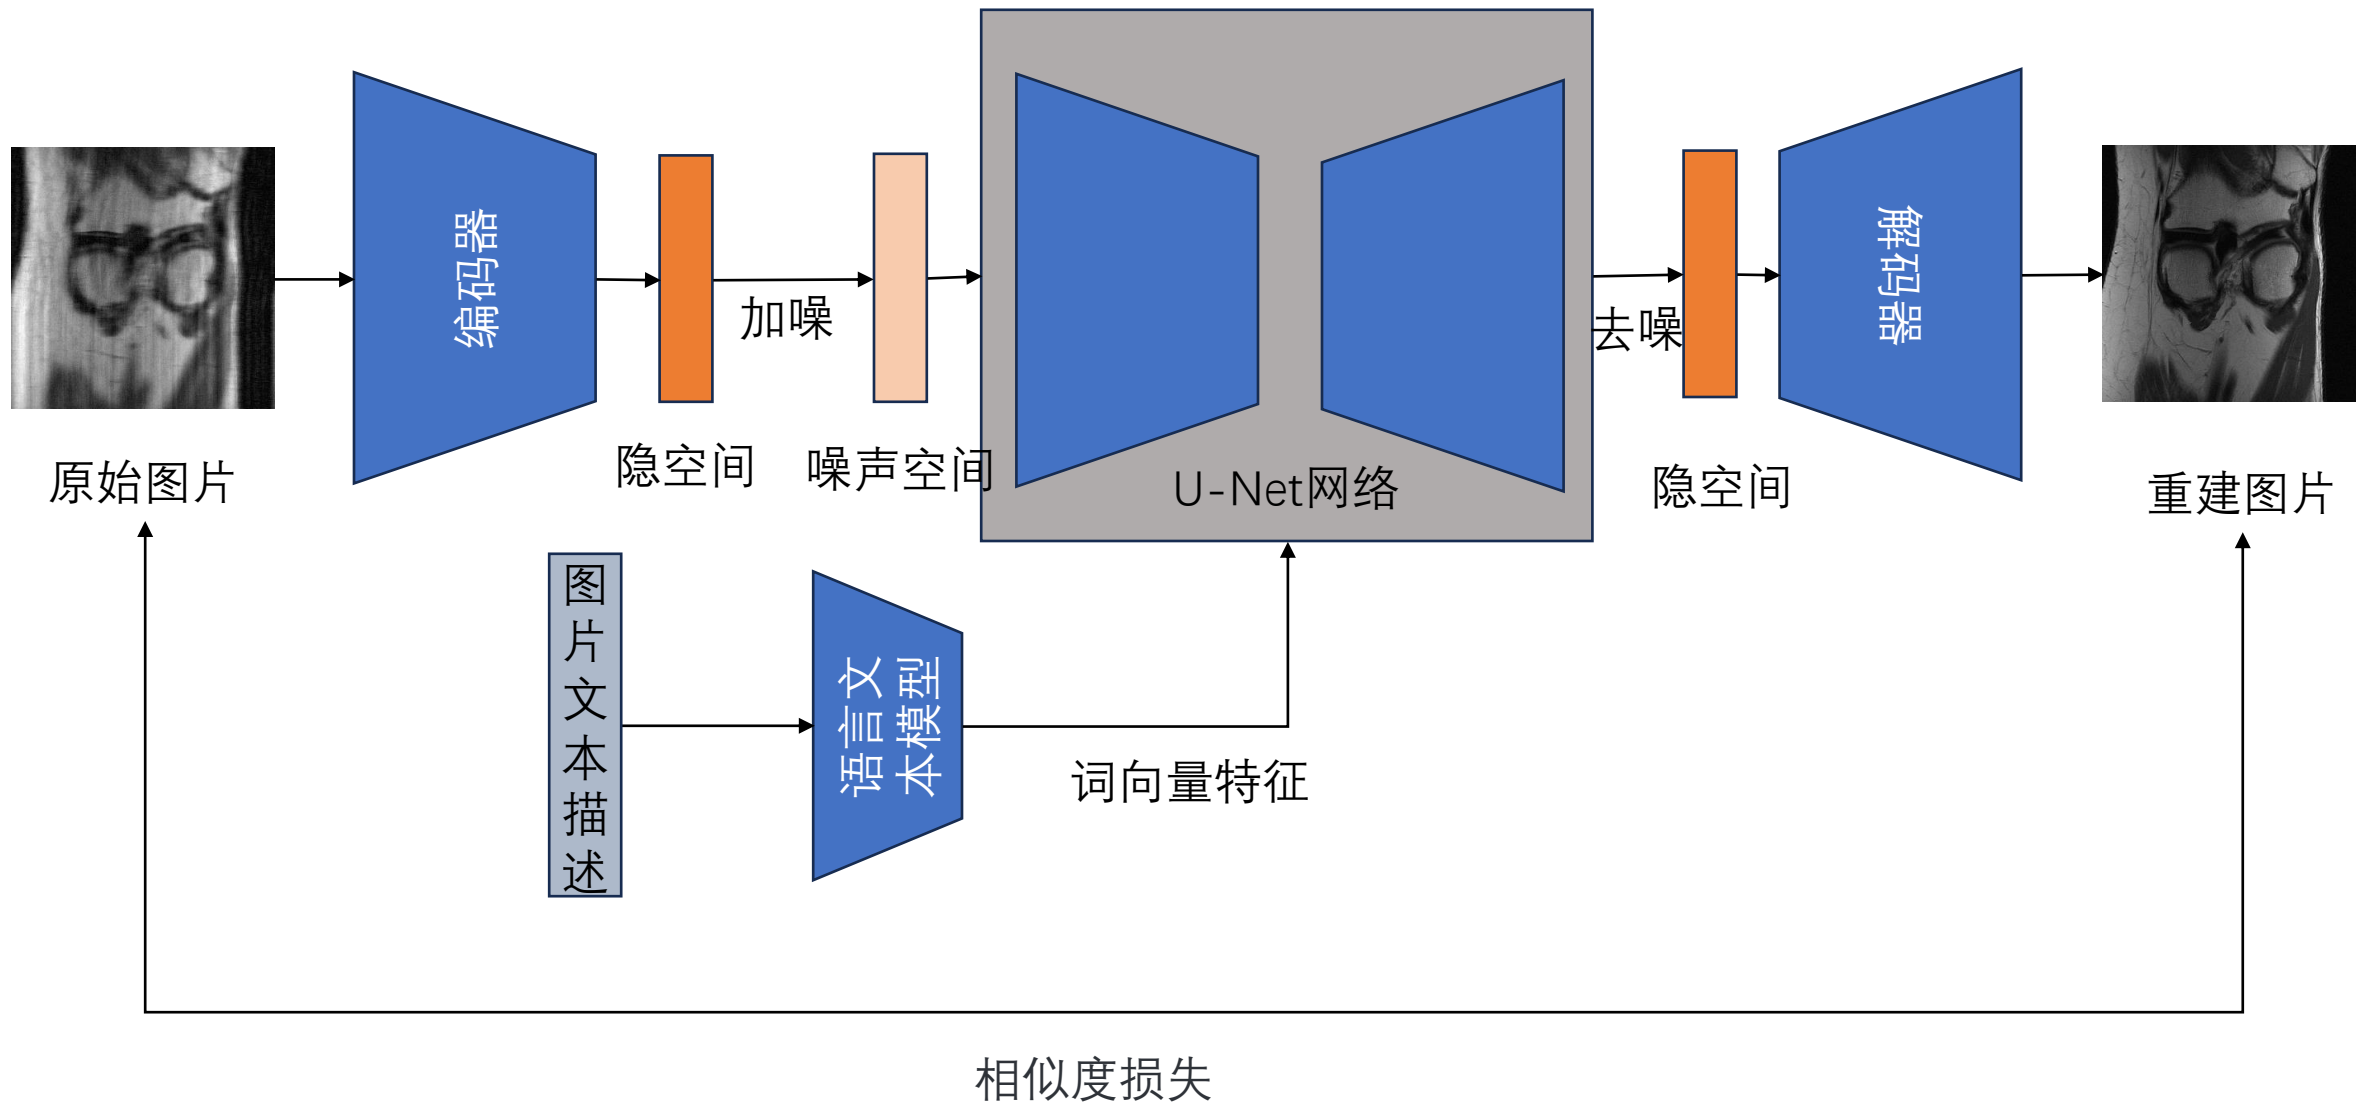 编码器
解码器
加噪
去噪
隐空间
噪声空间
U-Net网络
隐空间
原始图片
重建图片
图片文本描述
语言文
本模型
词向量特征
相似度损失